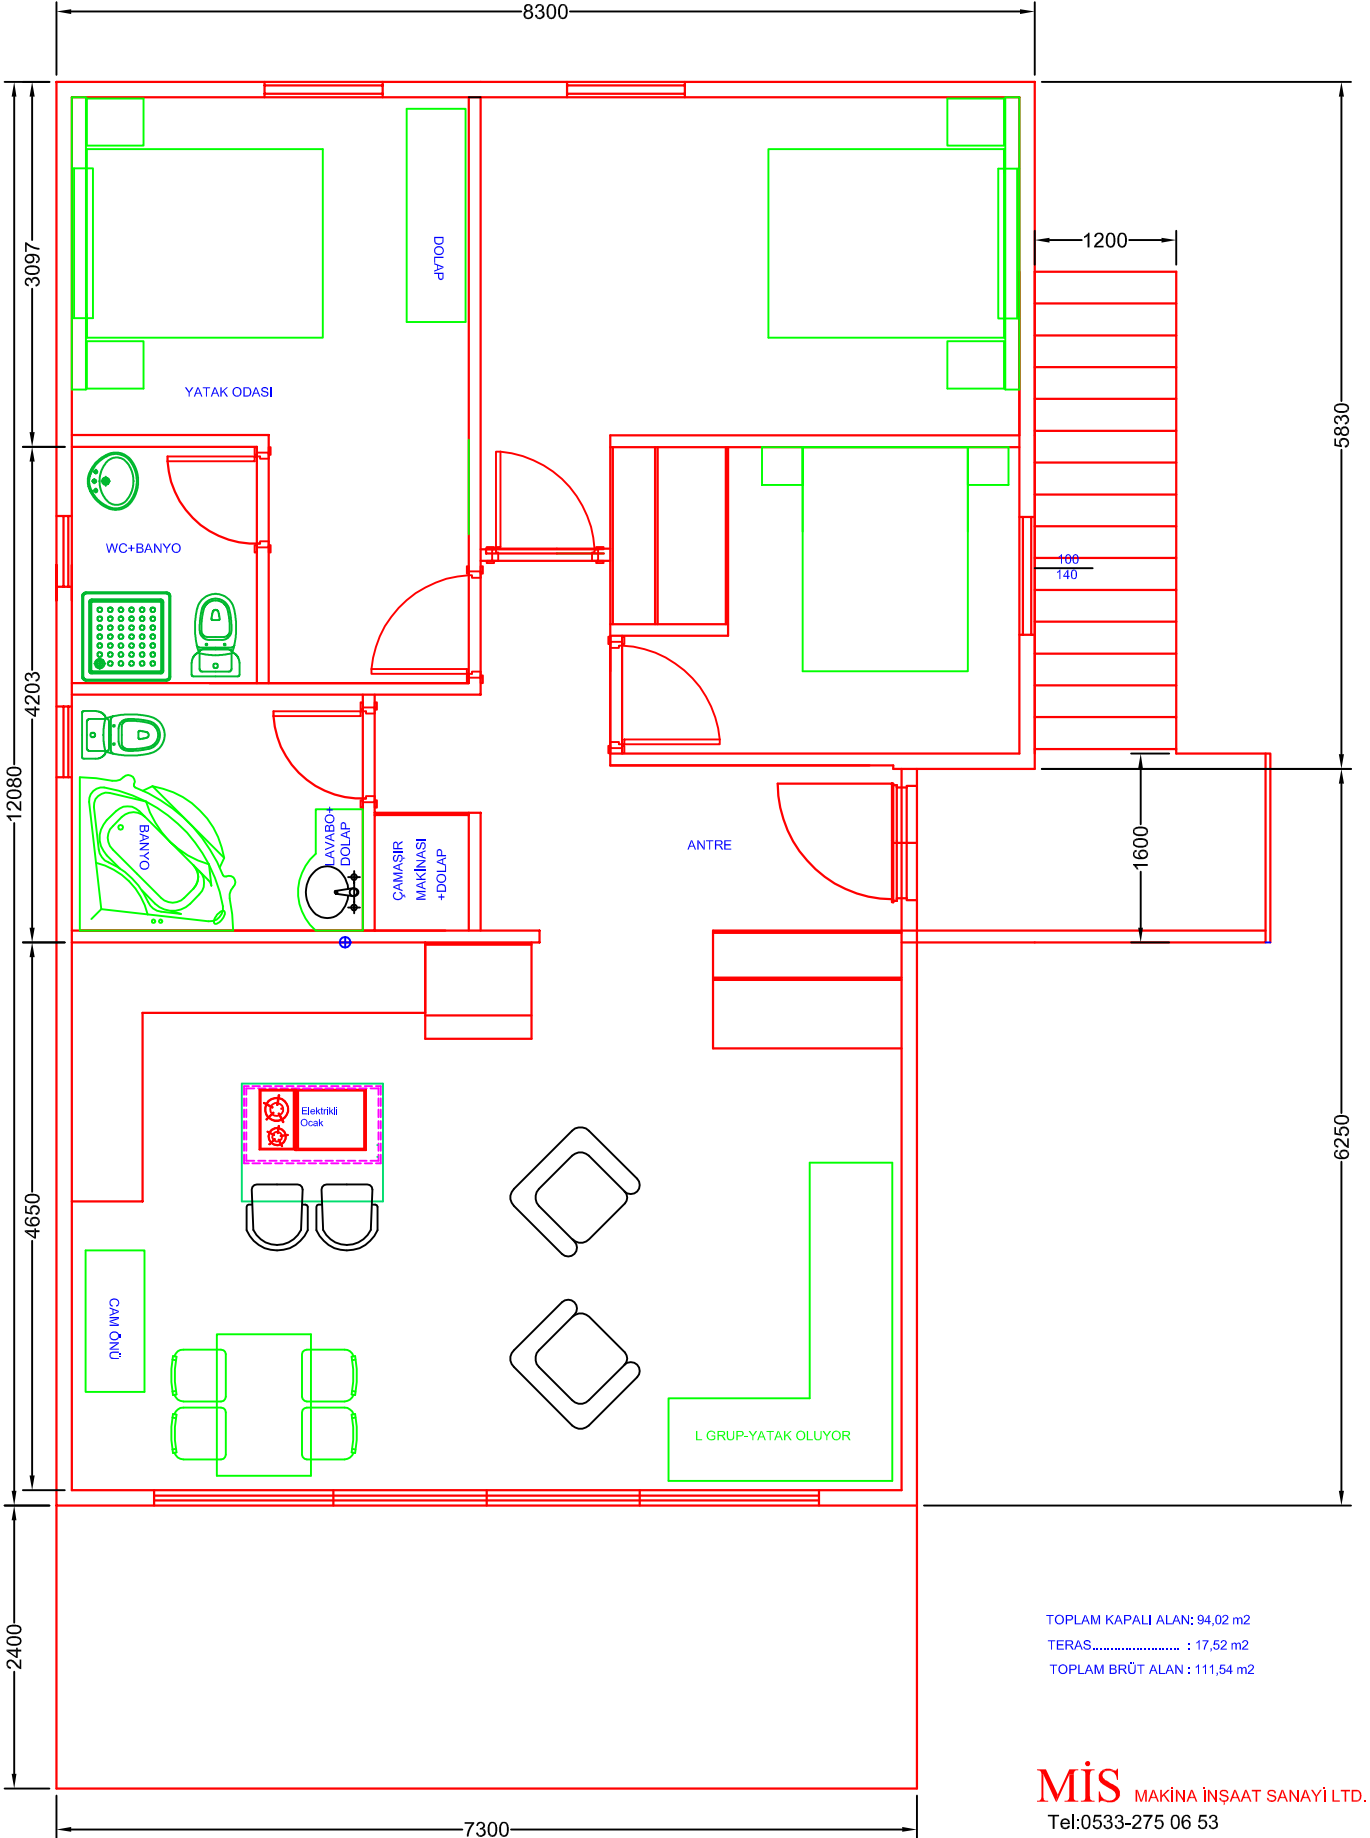 8300
1200
3097
DOLAP
YATAK ODASI
5830
WC+BANYO
100
140
4203
12080
BANYO
LAVABO+
DOLAP
ÇAMAŞIR
MAKİNASI
+DOLAP
ANTRE
1600
Elektrikli
Ocak
6250
4650
CAM ÖNÜ
L GRUP-YATAK OLUYOR
2400
TOPLAM KAPALI ALAN: 94,02 m2
TERAS...................... : 17,52 m2
TOPLAM BRÜT ALAN : 111,54 m2
MİS MAKİNA İNŞAAT SANAYİ LTD.
Tel:0533-275 06 53
7300